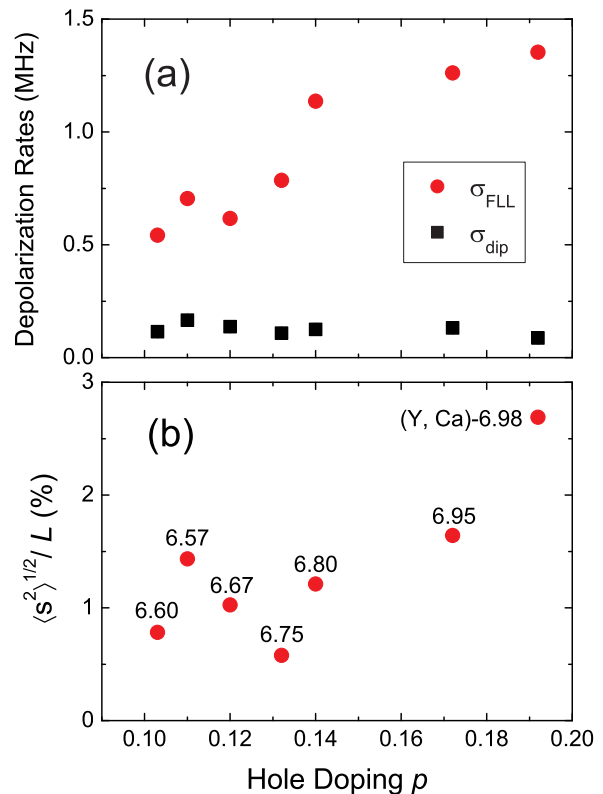 1.5
(a)
1.0
σFLL
σdip
0.5
0.0
Depolarization Rates (MHz)
3
(b)
(Y, Ca)-6.98
2
6.95
6.57
6.80
6.67
1
6.60
6.75
0
⟨s²⟩¹ᐟ²/ L (%)
0.10 0.12 0.14 0.16 0.18 0.20
Hole Doping p